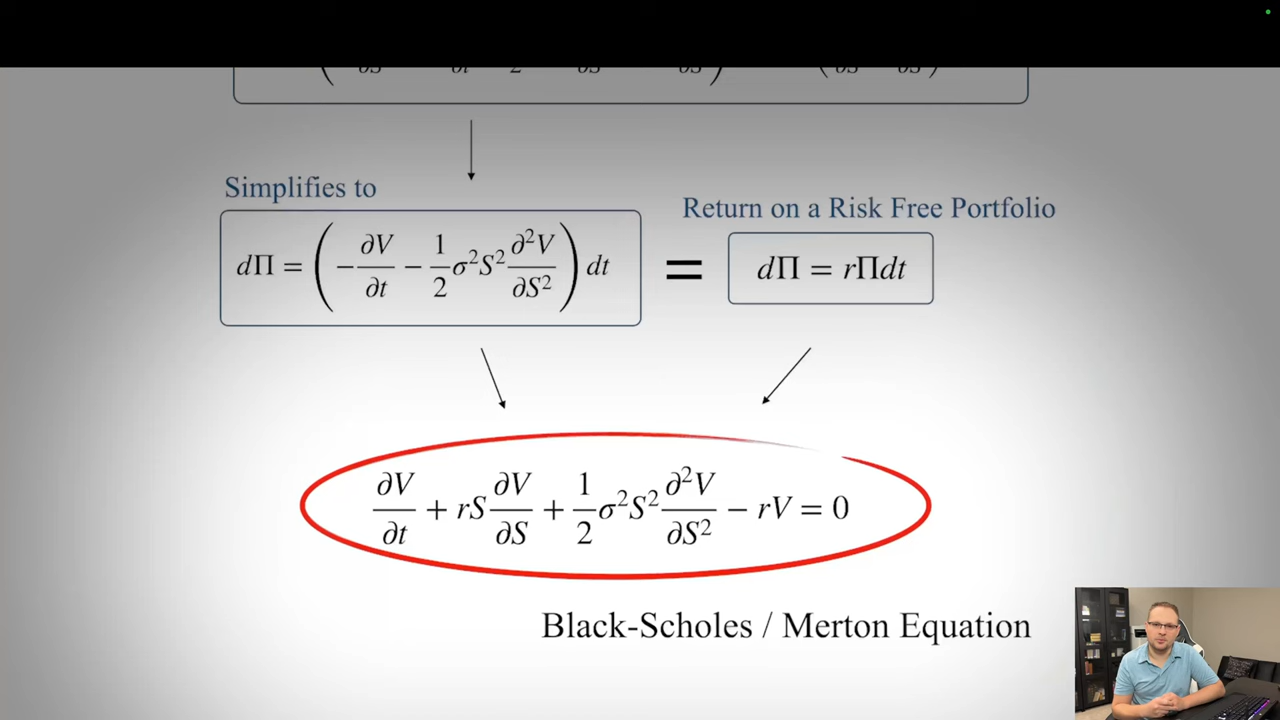 Simplifies to
Return on a Risk Free Portfolio
dΠ = (−∂V/∂t − 1/2 σ²S² ∂²V/∂S²) dt = dΠ = rΠdt
∂V/∂t + rS ∂V/∂S + 1/2 σ²S² ∂²V/∂S² − rV = 0
Black-Scholes / Merton Equation